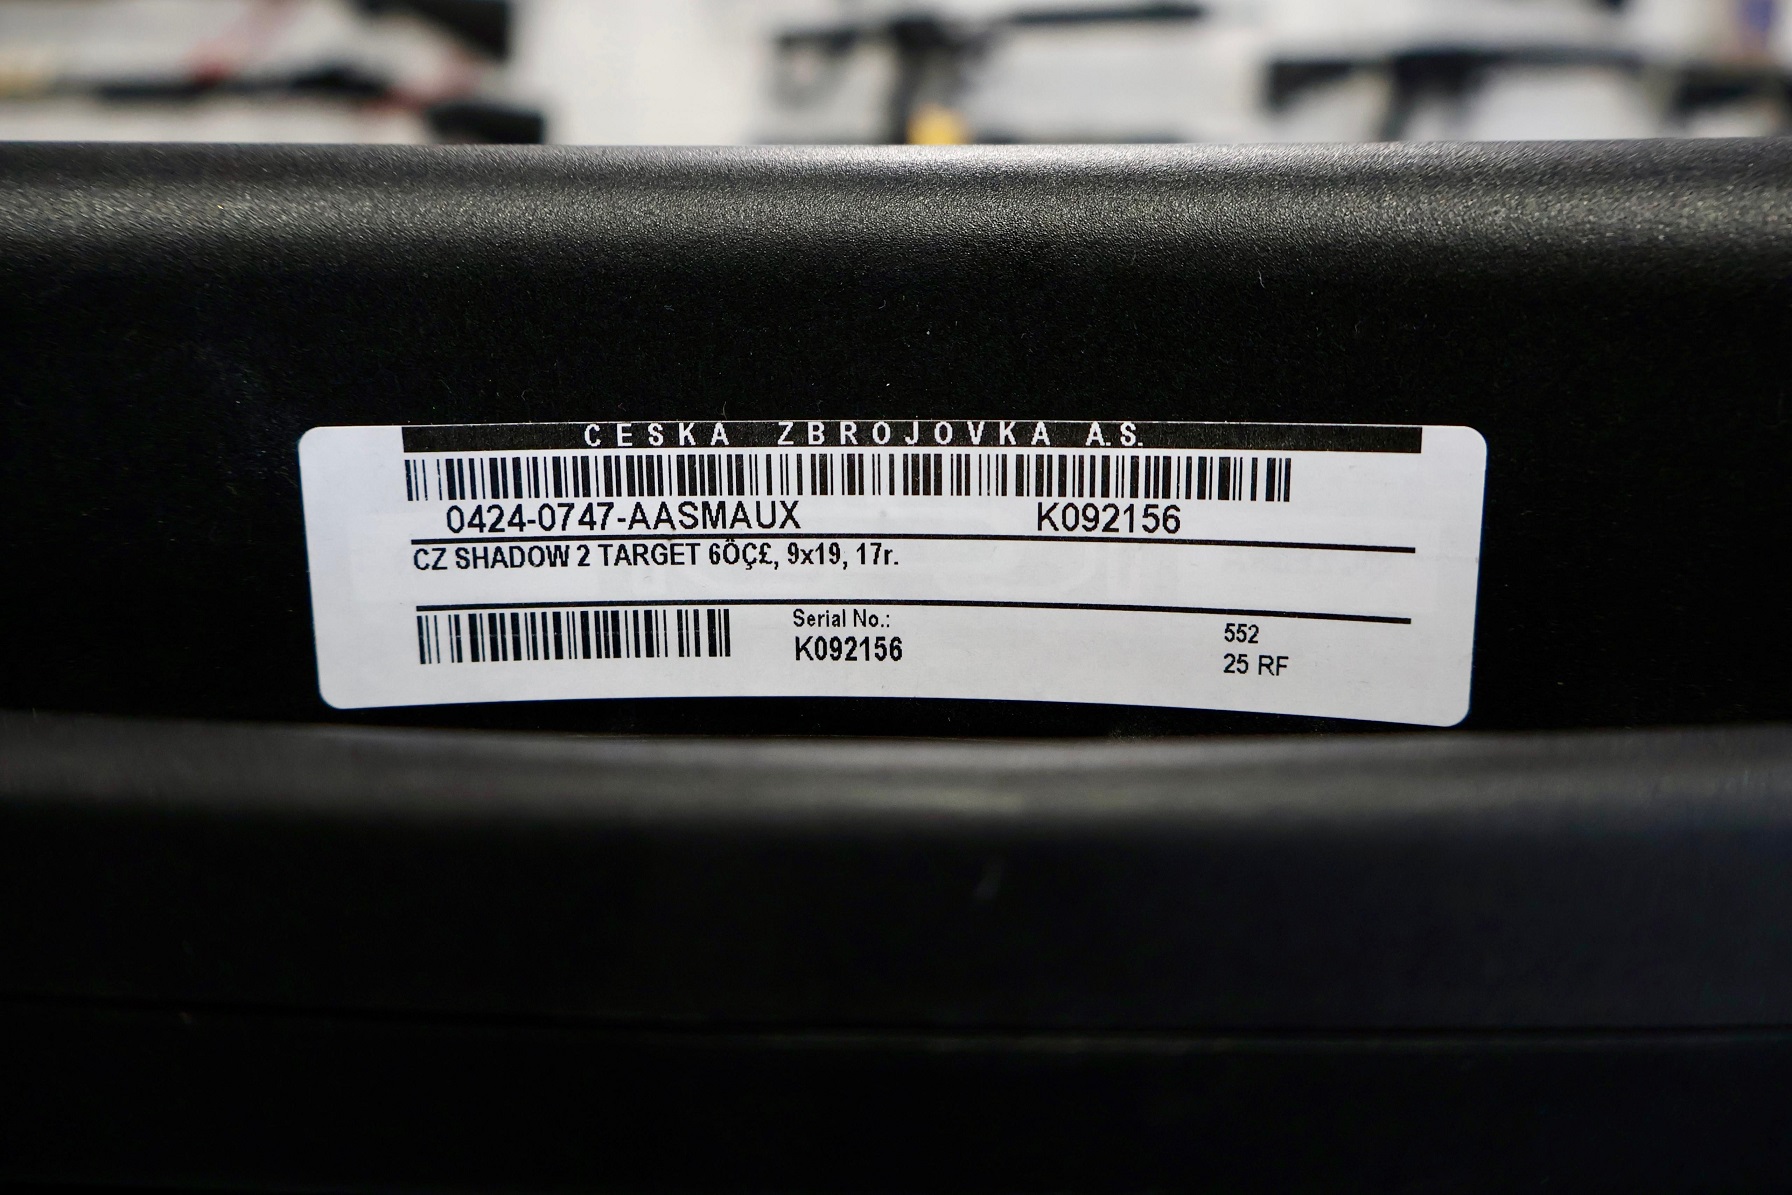 CESKA ZBROJOVKA A.S.
0424-0747-AASMAUX K092156
CZ SHADOW 2 TARGET 6ÖÇ£, 9x19, 17r.
Serial No.:
K092156
552
25 RF